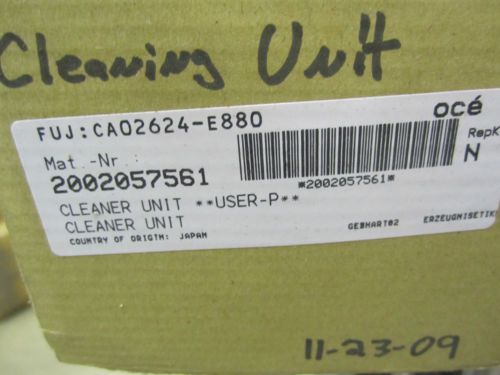 Cleaning Unit
FUJ:CA02624-E880
océ
Mat.-Nr.:
RepK
2002057561
*2002057561*
N
CLEANER UNIT **USER-P**
CLEANER UNIT
GEBHART02 ERZEUGNISETIK
COUNTRY OF ORIGIN: JAPAN
11-23-09